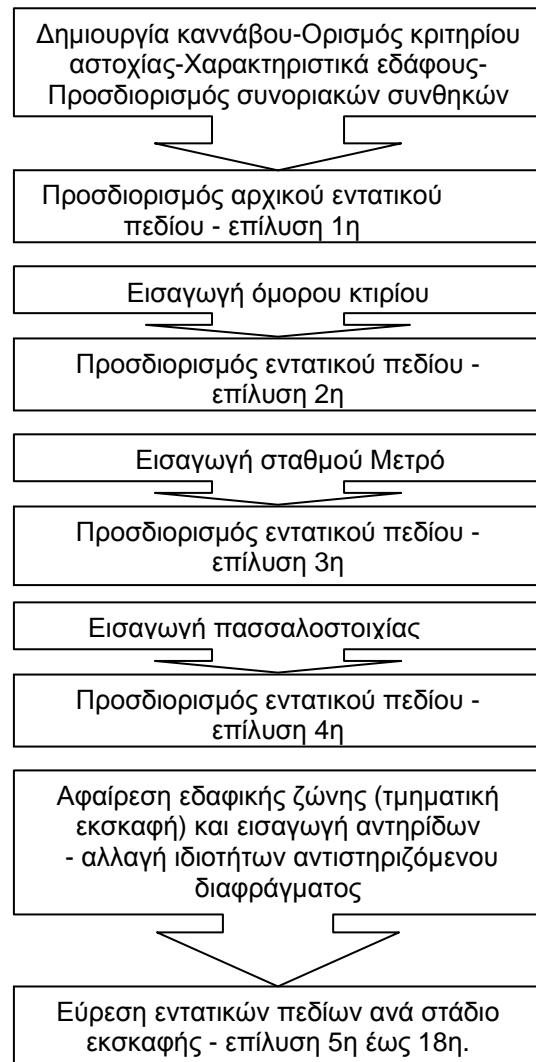 Δημιουργία καννάβου-Ορισμός κριτηρίου
αστοχίας-Χαρακτηριστικά εδάφους-
Προσδιορισμός συνοριακών συνθηκών
Προσδιορισμός αρχικού εντατικού
πεδίου - επίλυση 1η
Εισαγωγή όμορου κτιρίου
Προσδιορισμός εντατικού πεδίου -
επίλυση 2η
Εισαγωγή σταθμού Μετρό
Προσδιορισμός εντατικού πεδίου -
επίλυση 3η
Εισαγωγή πασσαλοστοιχίας
Προσδιορισμός εντατικού πεδίου -
επίλυση 4η
Αφαίρεση εδαφικής ζώνης (τμηματική
εκσκαφή) και εισαγωγή αντηρίδων
- αλλαγή ιδιοτήτων αντιστηριζόμενου
διαφράγματος
Εύρεση εντατικών πεδίων ανά στάδιο
εκσκαφής - επίλυση 5η έως 18η.